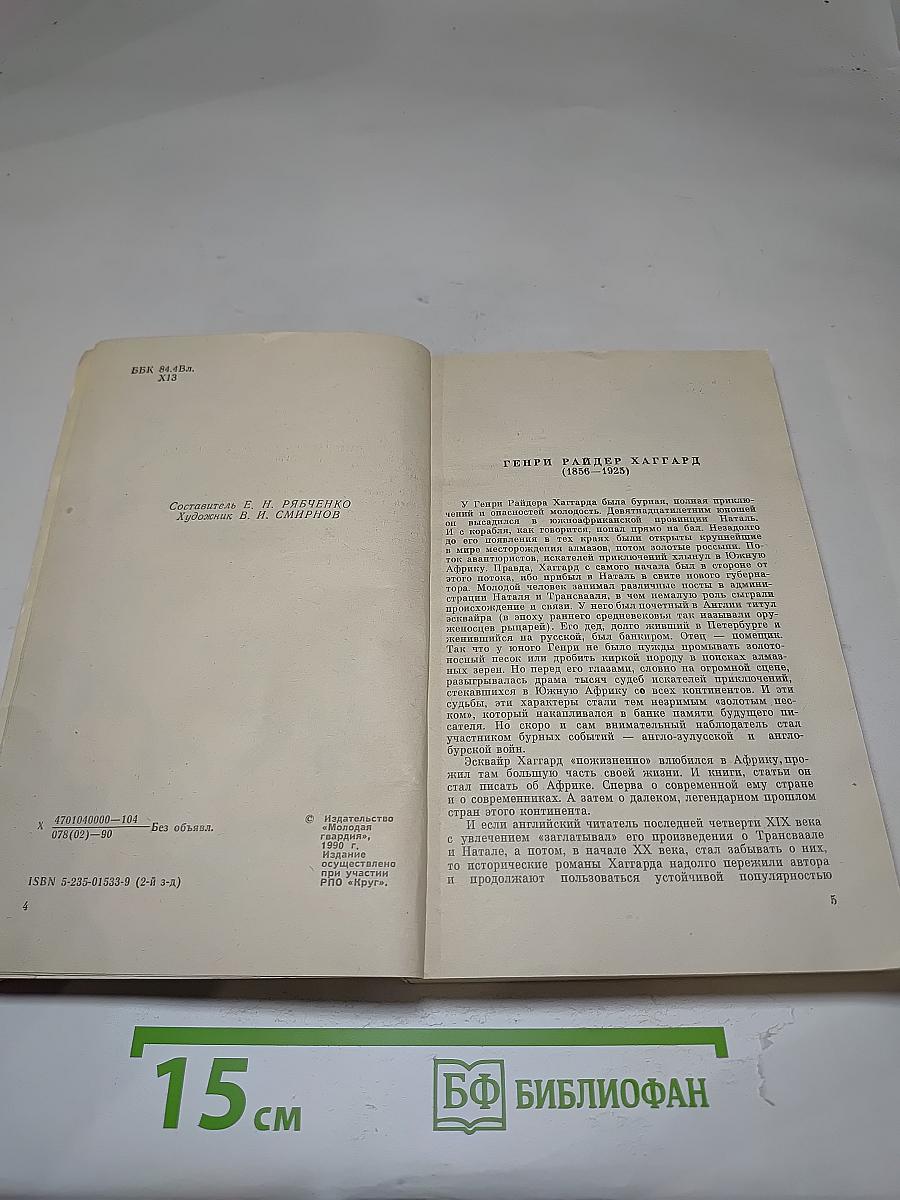 ББК 84.4Вл.
Х13
Составитель Е. Н. РЯБЧЕНКО
Художник В. И. СМИРНОВ
Х 4701040000—104
078(02)—90 Без объявл.
© Издательство
«Молодая
гвардия»,
1990 г.
Издание
осуществлено
при участии
РПО «Круг».
ISBN 5-235-01533-9 (2-й з-д)
4
ГЕНРИ РАЙДЕР ХАГГАРД
(1856—1925)
У Генри Райдера Хаггарда была бурная, полная приклю-
чений и опасностей молодость. Девятнадцатилетним юношей
он высадился в южноафриканской провинции Наталь.
И с корабля, как говорится, попал прямо на бал. Незадолго
до его появления в тех краях были открыты крупнейшие
в мире месторождения алмазов, потом золотые россыпи. По-
ток авантюристов, искателей приключений хлынул в Южную
Африку. Правда, Хаггард с самого начала был в стороне от
этого потока, ибо прибыл в Наталь в свите нового губерна-
тора. Молодой человек занимал различные посты в админи-
страции Наталя и Трансвааля, в чем немалую роль сыграли
происхождение и связи. У него был почетный в Англии титул
эсквайра (в эпоху раннего средневековья так называли ору-
женосцев рыцарей). Его дед, долго живший в Петербурге и
женившийся на русской, был банкиром. Отец — помещик.
Так что у юного Генри не было нужды промывать золото-
носный песок или дробить киркой породу в поисках алмаз-
ных зерен. Но перед его глазами, словно на огромной сцене,
разыгрывалась драма тысяч судеб искателей приключений,
стекавшихся в Южную Африку со всех континентов. И эти
судьбы, эти характеры стали тем незримым «золотым пес-
ком», который накапливался в банке памяти будущего пи-
сателя. Но скоро и сам внимательный наблюдатель стал
участником бурных событий — англо-зулусской и англо-
бурской войн.
Эсквайр Хаггард «пожизненно» влюбился в Африку, про-
жил там большую часть своей жизни. И книги, статьи он
стал писать об Африке. Сперва о современной ему стране
и о современниках. А затем о далеком, легендарном прошлом
стран этого континента.
И если английский читатель последней четверти XIX века
с увлечением «заглатывал» его произведения о Трансваале
и Натале, а потом, в начале XX века, стал забывать о них,
то исторические романы Хаггарда надолго пережили автора
и продолжают пользоваться устойчивой популярностью
5
15 см
БФ БИБЛИОФАН